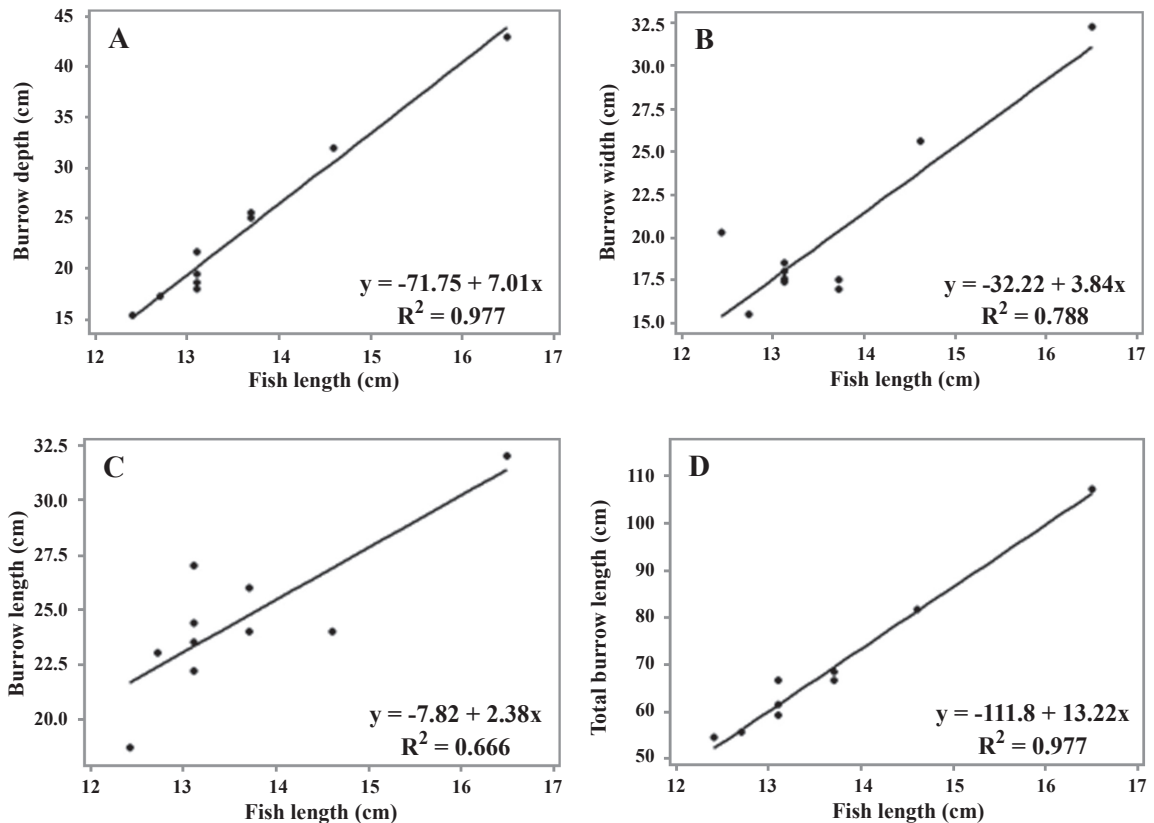 A
Burrow depth (cm)
45
40
35
30
25
20
15
y = -71.75 + 7.01x
R² = 0.977
12 13 14 15 16 17
Fish length (cm)
B
Burrow width (cm)
32.5
30.0
27.5
25.0
22.5
20.0
17.5
15.0
y = -32.22 + 3.84x
R² = 0.788
12 13 14 15 16 17
Fish length (cm)
C
Burrow length (cm)
32.5
30.0
27.5
25.0
22.5
20.0
y = -7.82 + 2.38x
R² = 0.666
12 13 14 15 16 17
Fish length (cm)
D
Total burrow length (cm)
110
100
90
80
70
60
50
y = -111.8 + 13.22x
R² = 0.977
12 13 14 15 16 17
Fish length (cm)